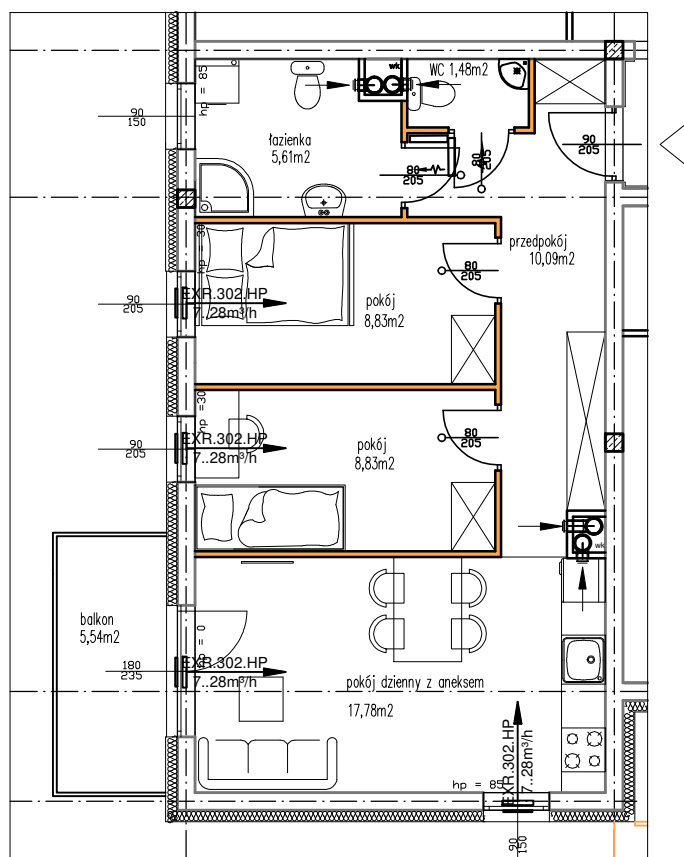 hp = 85
wk
WC 1,48m2
90
150
łazienka
5,61m2
80
205
80
205
90
205
hp = 30
przedpokój
10,09m2
80
205
90
205
EXR.302.HP
7..28m³/h
pokój
8,83m2
hp =30
80
205
90
205
EXR.302.HP
7..28m³/h
pokój
8,83m2
wk
balkon
5,54m2
hp = 0
180
235
EXR.302.HP
7..28m³/h
pokój dzienny z aneksem
17,78m2
EXR.302.HP
7..28m³/h
hp = 85
90
150